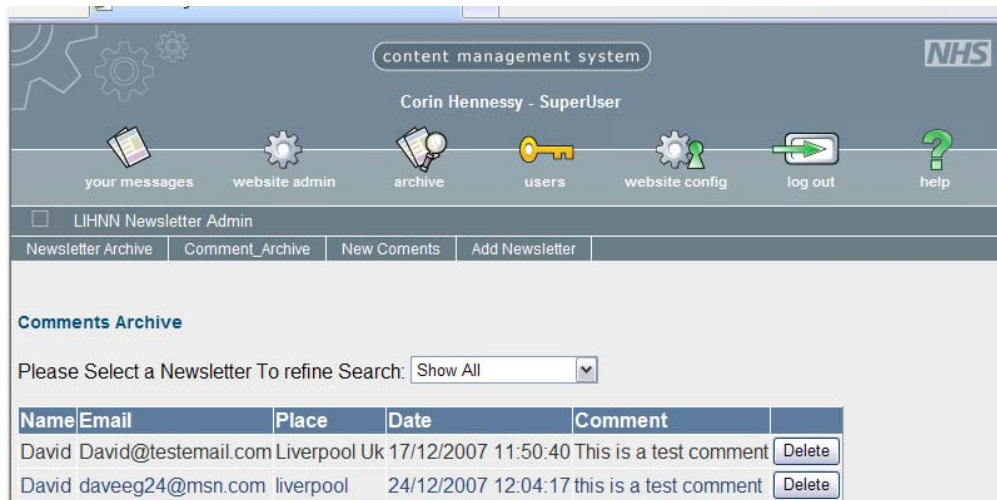 content management system
NHS
Corin Hennessy - SuperUser
your messages website admin archive users website config log out help
LIHNN Newsletter Admin
Newsletter Archive Comment_Archive New Coments Add Newsletter
Comments Archive
Please Select a Newsletter To refine Search: Show All
Name Email Place Date Comment
David David@testemail.com Liverpool Uk 17/12/2007 11:50:40 This is a test comment Delete
David daveeg24@msn.com liverpool 24/12/2007 12:04:17 this is a test comment Delete